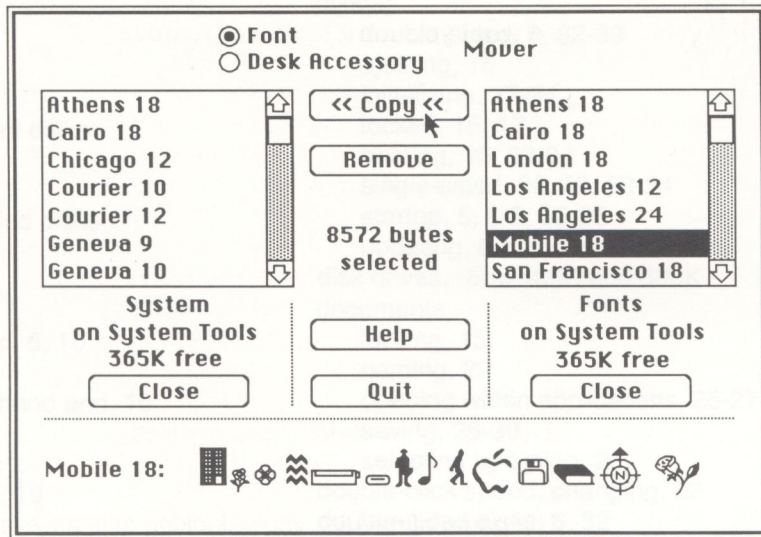 Font
Desk Accessory
Mover
Athens 18
Cairo 18
Chicago 12
Courier 10
Courier 12
Geneva 9
Geneva 10
<< Copy <<
Remove
8572 bytes
selected
Athens 18
Cairo 18
London 18
Los Angeles 12
Los Angeles 24
Mobile 18
San Francisco 18
System
on System Tools
365K free
Close
Help
Quit
Fonts
on System Tools
365K free
Close
Mobile 18: